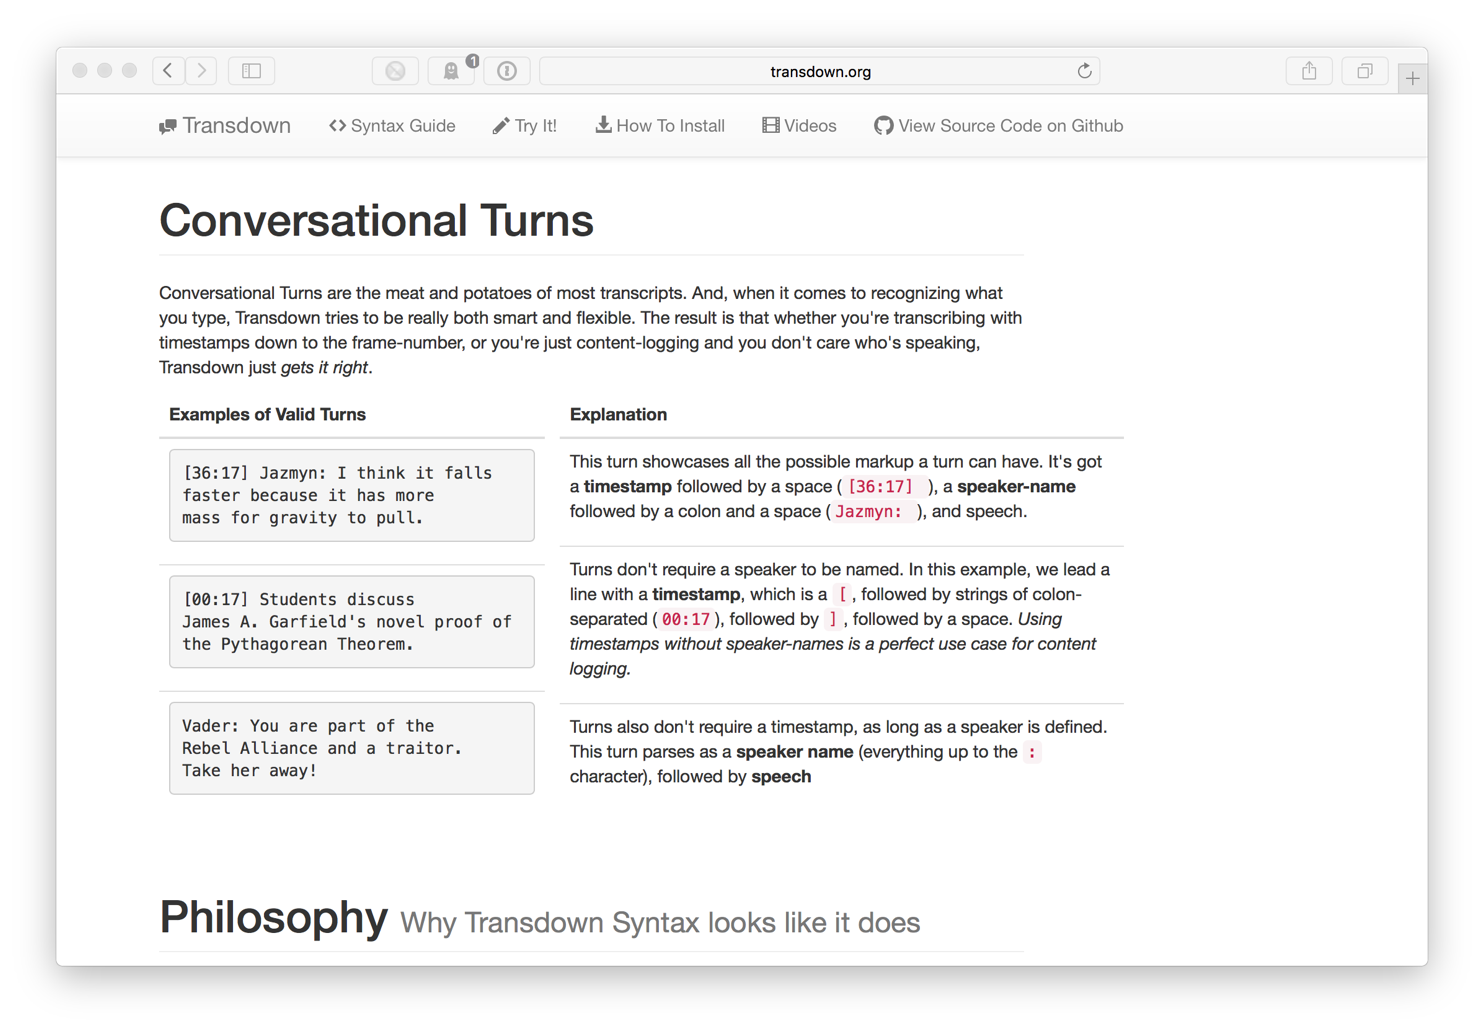 1
transdown.org
Transdown
<> Syntax Guide
Try It!
How To Install
Videos
View Source Code on Github
Conversational Turns
Conversational Turns are the meat and potatoes of most transcripts. And, when it comes to recognizing what
you type, Transdown tries to be really both smart and flexible. The result is that whether you're transcribing with
timestamps down to the frame-number, or you're just content-logging and you don't care who's speaking,
Transdown just gets it right.
Examples of Valid Turns
[36:17] Jazmyn: I think it falls
faster because it has more
mass for gravity to pull.
[00:17] Students discuss
James A. Garfield's novel proof of
the Pythagorean Theorem.
Vader: You are part of the
Rebel Alliance and a traitor.
Take her away!
Explanation
This turn showcases all the possible markup a turn can have. It's got
a timestamp followed by a space ( [36:17] ), a speaker-name
followed by a colon and a space ( Jazmyn: ), and speech.
Turns don't require a speaker to be named. In this example, we lead a
line with a timestamp, which is a [ , followed by strings of colon-
separated ( 00:17 ), followed by ] , followed by a space. Using
timestamps without speaker-names is a perfect use case for content
logging.
Turns also don't require a timestamp, as long as a speaker is defined.
This turn parses as a speaker name (everything up to the :
character), followed by speech
Philosophy Why Transdown Syntax looks like it does